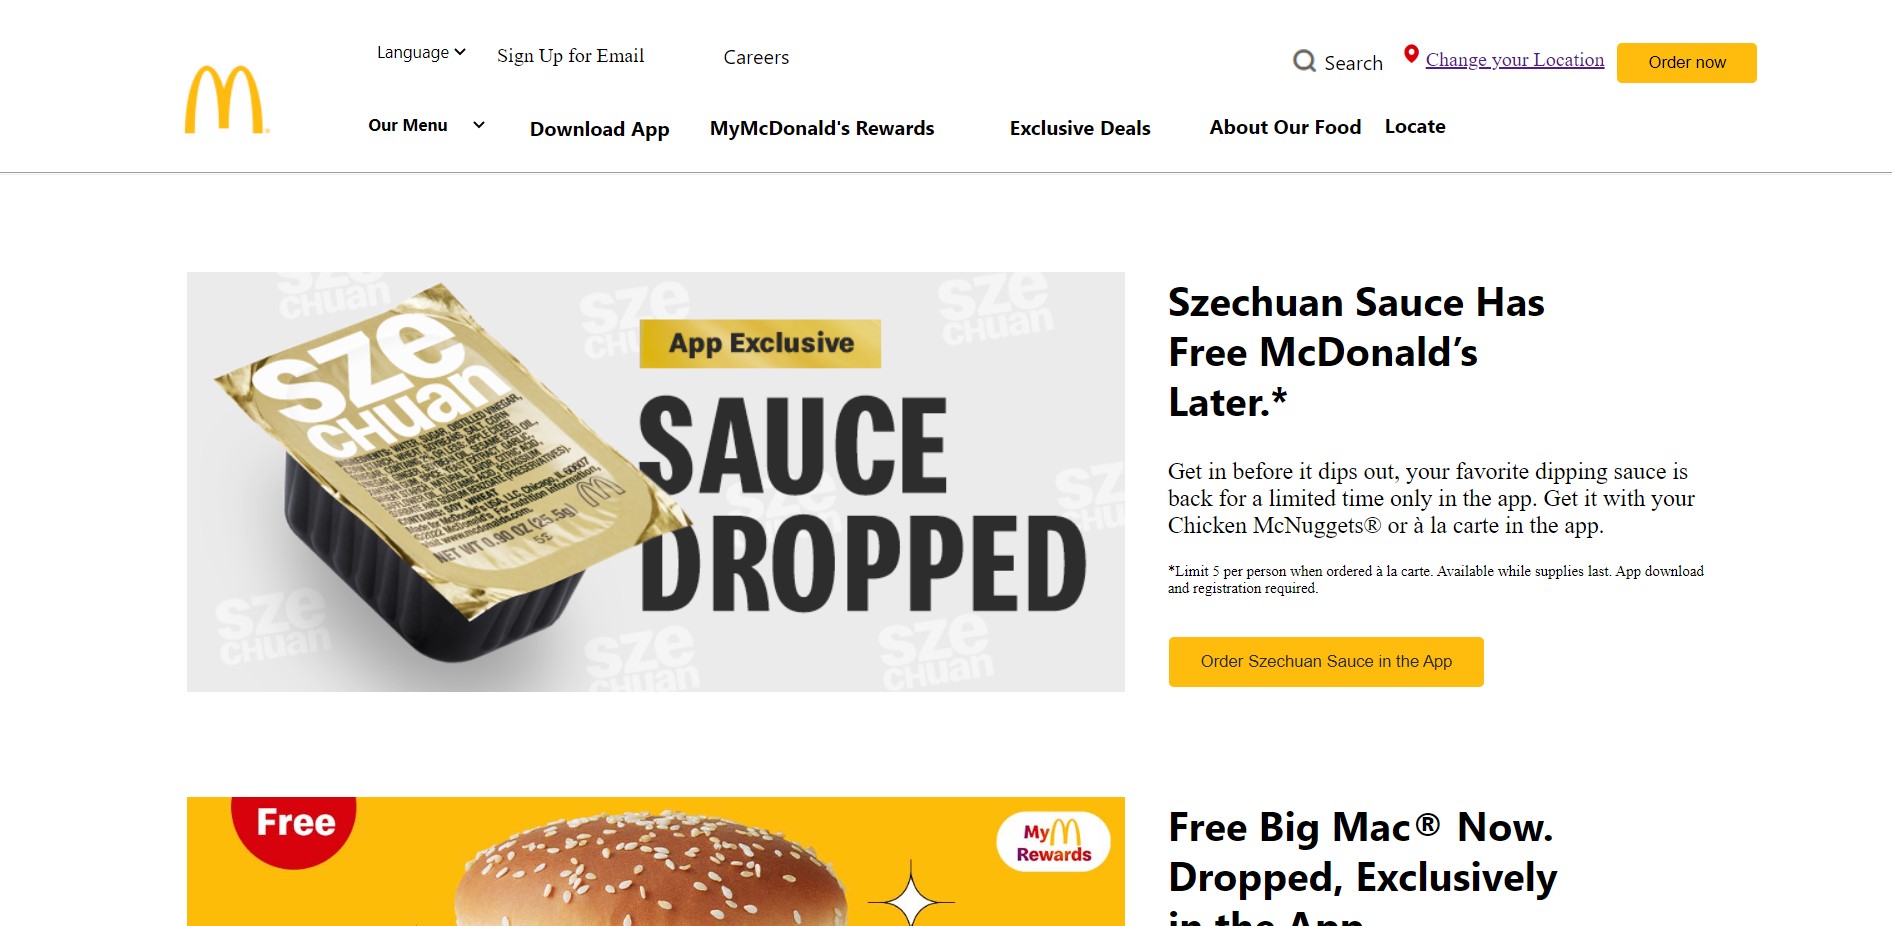 Language
Sign Up for Email
Careers
Search
Change your Location
Order now
Our Menu
Download App
MyMcDonald's Rewards
Exclusive Deals
About Our Food
Locate
sze
CHuan
App Exclusive
SAUCE
DROPPED
NET WT 0.90 OZ (25.5g)
Szechuan Sauce Has
Free McDonald’s
Later.*
Get in before it dips out, your favorite dipping sauce is
back for a limited time only in the app. Get it with your
Chicken McNuggets® or à la carte in the app.
*Limit 5 per person when ordered à la carte. Available while supplies last. App download
and registration required.
Order Szechuan Sauce in the App
Free
My
Rewards
Free Big Mac® Now.
Dropped, Exclusively
in the App